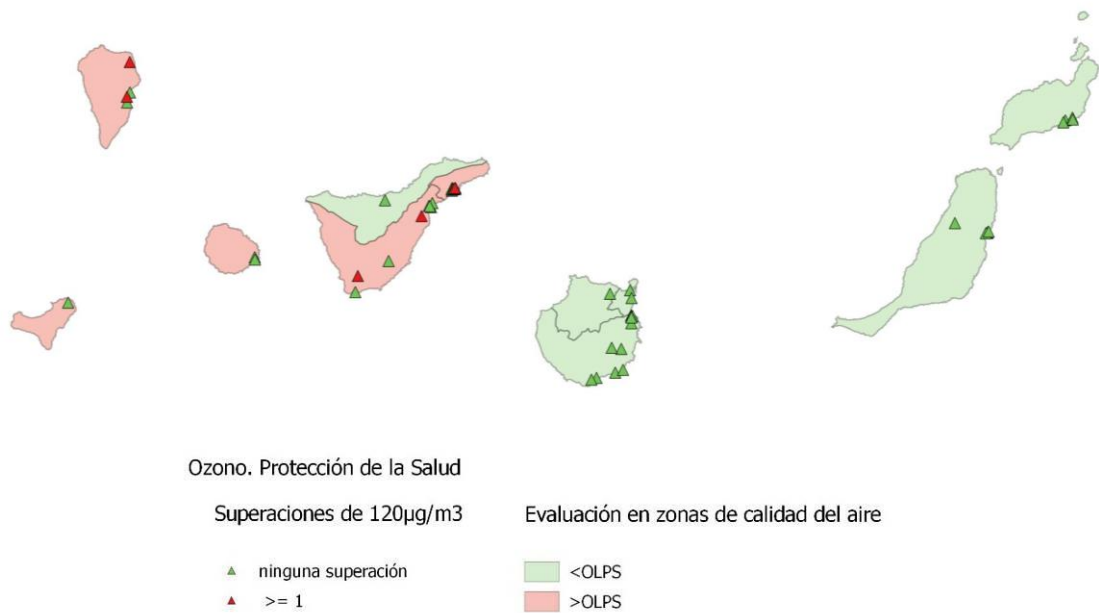 Ozono. Protección de la Salud
Superaciones de 120µg/m3
ninguna superación
>= 1
Evaluación en zonas de calidad del aire
<OLPS
>OLPS